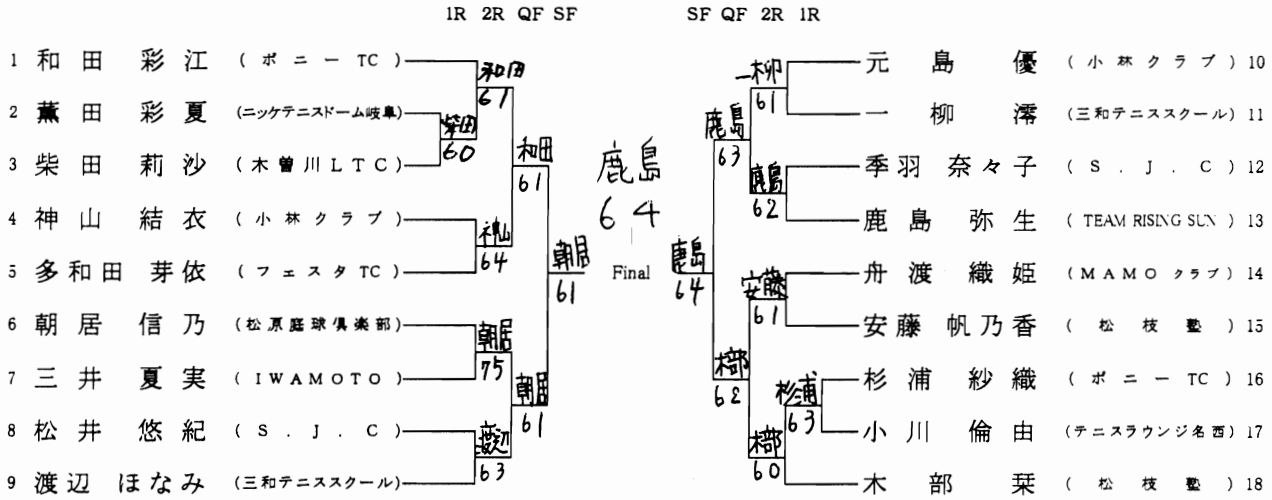 1R 2R QF SF
SF QF 2R 1R
1 和田 彩江 (ポニーTC)
2 薫田 彩夏 (ニッケテニスドーム岐阜)
3 柴田 莉沙 (木曽川LTC)
4 神山 結衣 (小林クラブ)
5 多和田 芽依 (フェスタTC)
6 朝居 信乃 (松原庭球倶楽部)
7 三井 夏実 (IWAMOTO)
8 松井 悠紀 (S.J.C)
9 渡辺 ほなみ (三和テニススクール)
柴田
60
和田
61
神山
64
朝居
75
渡辺
63
和田
61
朝居
61
朝居
61
鹿島
64
Final
鹿島
64
鹿島
63
木部
62
一柳
61
鹿島
62
安藤
61
木部
60
杉浦
63
元島 優 (小林クラブ) 10
一柳 澪 (三和テニススクール) 11
季羽 奈々子 (S.J.C) 12
鹿島 弥生 (TEAM RISING SUN) 13
舟渡 織姫 (MAMOクラブ) 14
安藤 帆乃香 (松枝塾) 15
杉浦 紗織 (ポニーTC) 16
小川 倫由 (テニスラウンジ名西) 17
木部 栞 (松枝塾) 18